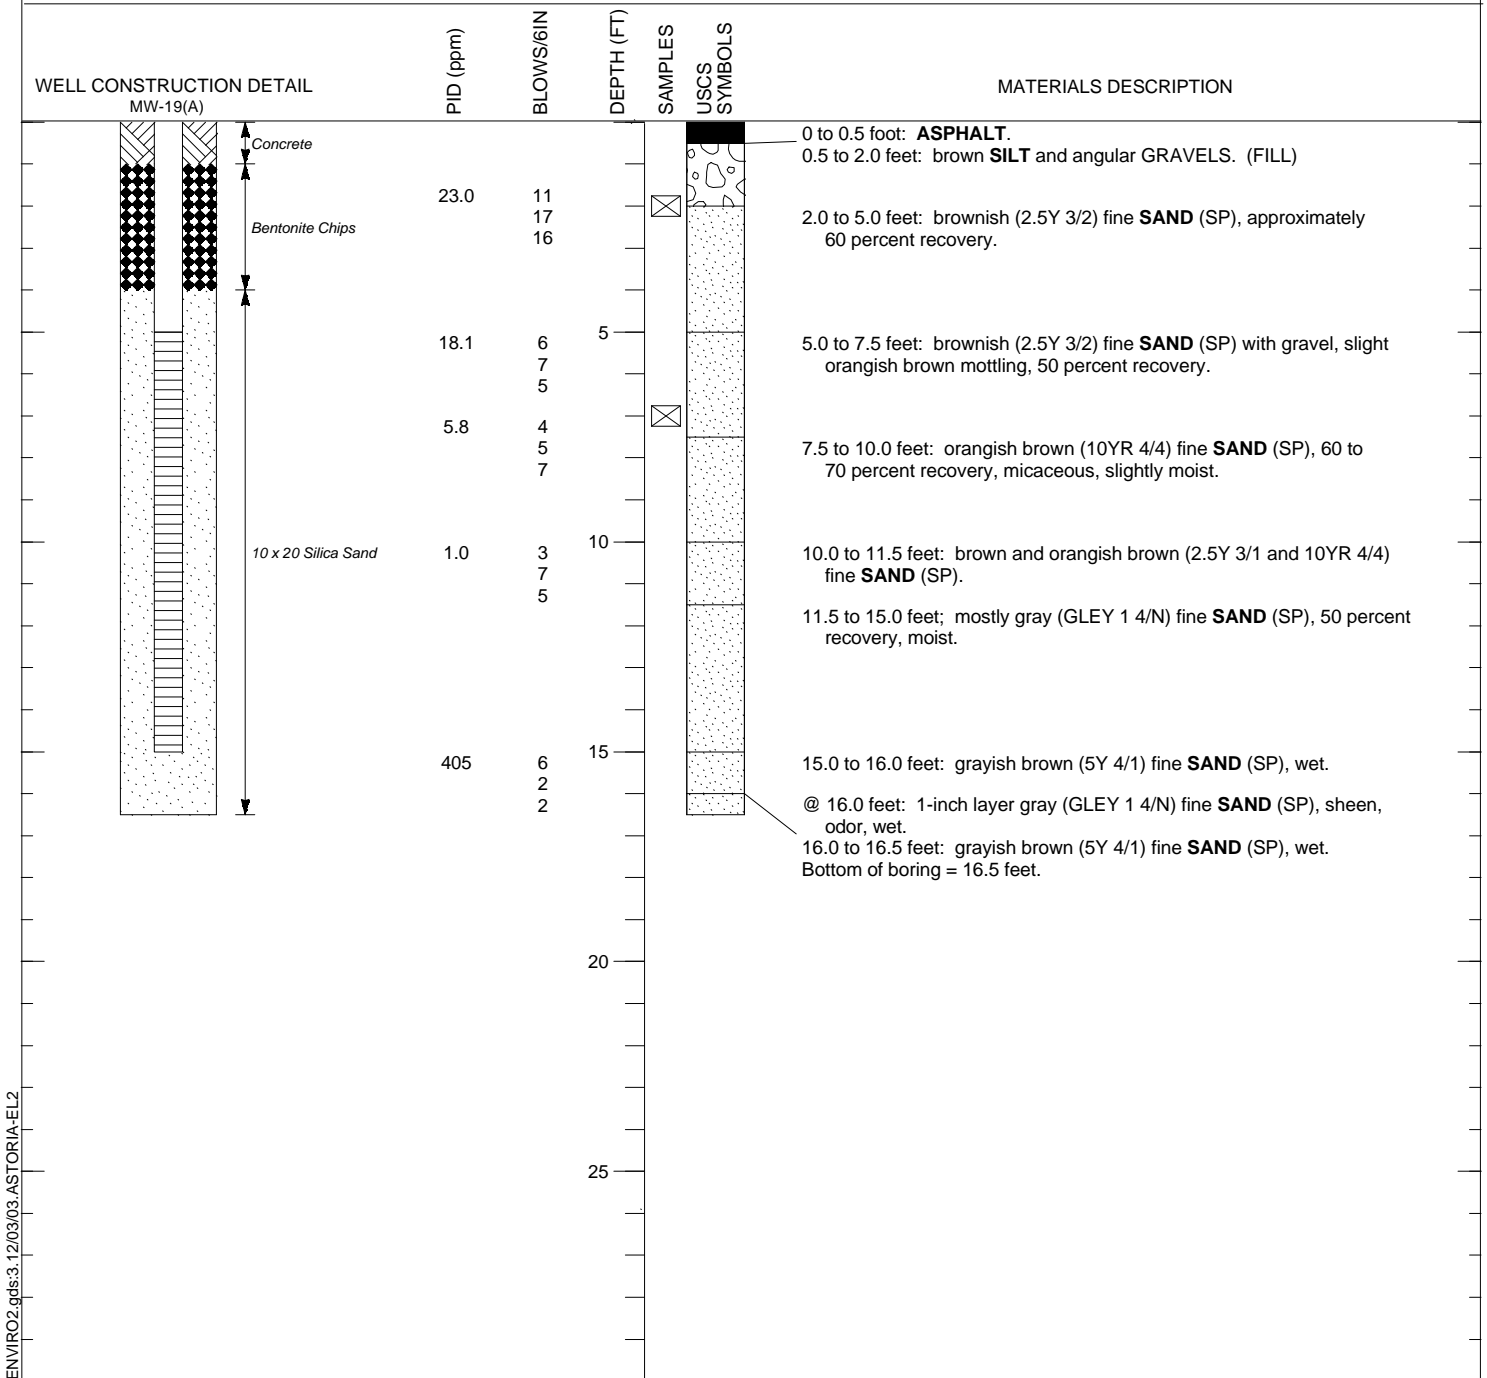 WELL CONSTRUCTION DETAIL
MW-19(A)
PID (ppm)
BLOWS/6IN
DEPTH (FT)
SAMPLES
USCS
SYMBOLS
MATERIALS DESCRIPTION
Concrete
0 to 0.5 foot: ASPHALT.
0.5 to 2.0 feet: brown SILT and angular GRAVELS. (FILL)
23.0 11
17
16
Bentonite Chips
2.0 to 5.0 feet: brownish (2.5Y 3/2) fine SAND (SP), approximately
60 percent recovery.
5
18.1 6
7
5
5.0 to 7.5 feet: brownish (2.5Y 3/2) fine SAND (SP) with gravel, slight
orangish brown mottling, 50 percent recovery.
5.8 4
5
7
7.5 to 10.0 feet: orangish brown (10YR 4/4) fine SAND (SP), 60 to
70 percent recovery, micaceous, slightly moist.
10
10 x 20 Silica Sand
1.0 3
7
5
10.0 to 11.5 feet: brown and orangish brown (2.5Y 3/1 and 10YR 4/4)
fine SAND (SP).
11.5 to 15.0 feet; mostly gray (GLEY 1 4/N) fine SAND (SP), 50 percent
recovery, moist.
15
405 6
2
2
15.0 to 16.0 feet: grayish brown (5Y 4/1) fine SAND (SP), wet.
@ 16.0 feet: 1-inch layer gray (GLEY 1 4/N) fine SAND (SP), sheen,
odor, wet.
16.0 to 16.5 feet: grayish brown (5Y 4/1) fine SAND (SP), wet.
Bottom of boring = 16.5 feet.
20
25
ENVIRO2.gds:3.12/03/03.ASTORIA-EL2